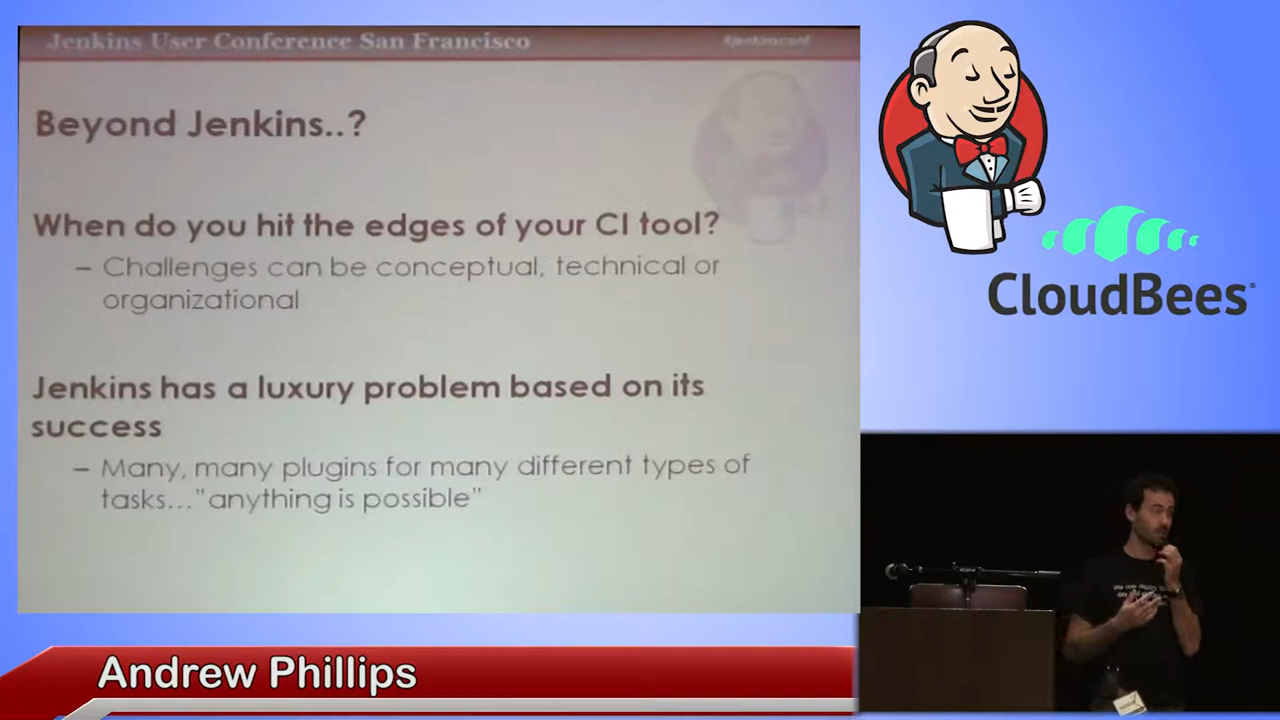 Jenkins User Conference San Francisco
#jenkinsconf
Beyond Jenkins..?
When do you hit the edges of your CI tool?
– Challenges can be conceptual, technical or
organizational
Jenkins has a luxury problem based on its
success
– Many, many plugins for many different types of
tasks..."anything is possible"
CloudBees
Andrew Phillips